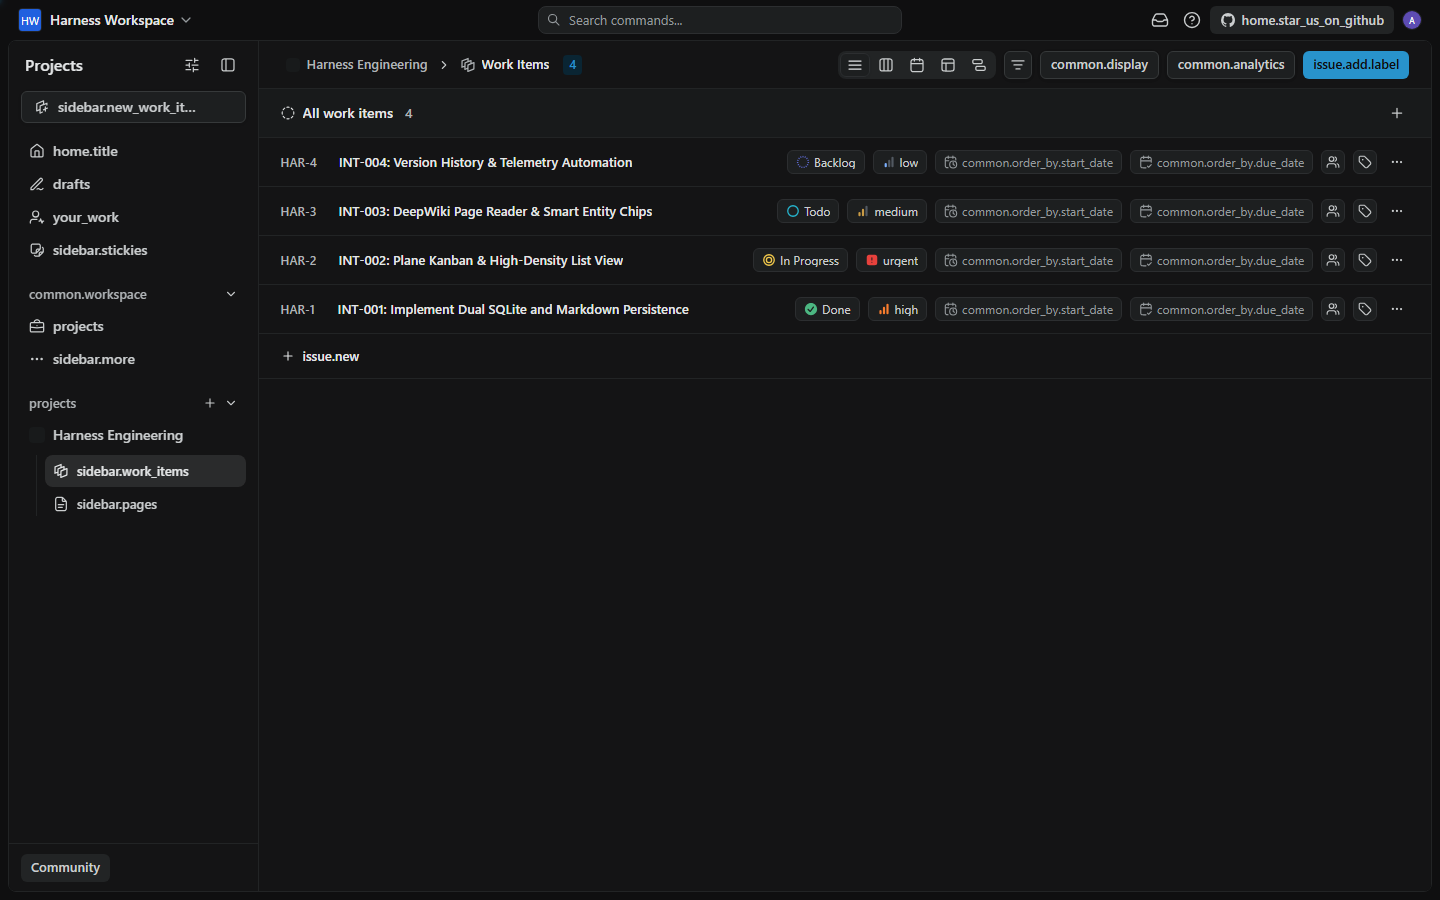 HW Harness Workspace
Search commands...
home.star_us_on_github
A
Projects
sidebar.new_work_it...
home.title
drafts
your_work
sidebar.stickies
common.workspace
projects
sidebar.more
projects
Harness Engineering
sidebar.work_items
sidebar.pages
Community
Harness Engineering
Work Items 4
common.display
common.analytics
issue.add.label
All work items 4
HAR-4 INT-004: Version History & Telemetry Automation Backlog low common.order_by.start_date common.order_by.due_date
HAR-3 INT-003: DeepWiki Page Reader & Smart Entity Chips Todo medium common.order_by.start_date common.order_by.due_date
HAR-2 INT-002: Plane Kanban & High-Density List View In Progress urgent common.order_by.start_date common.order_by.due_date
HAR-1 INT-001: Implement Dual SQLite and Markdown Persistence Done high common.order_by.start_date common.order_by.due_date
issue.new